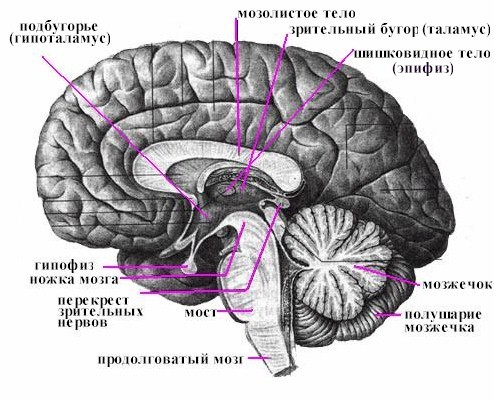 мозолистое тело
подбугорье
(гипоталамус)
зрительный бугор (таламус)
шишковидное тело
(эпифиз)
гипофиз
ножка мозга
перекрест
зрительных
нервов
мост
продолговатый мозг
мозжечок
полушарие
мозжечка